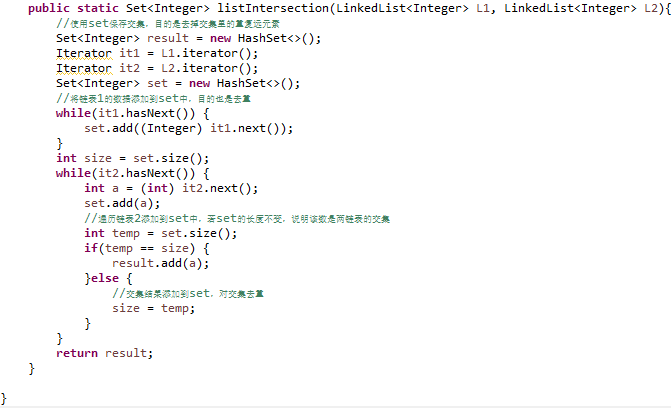 public static Set<Integer> listIntersection(LinkedList<Integer> L1, LinkedList<Integer> L2){
//使用set保存交集，目的是去掉交集里的重复远元素
Set<Integer> result = new HashSet<>();
Iterator it1 = L1.iterator();
Iterator it2 = L2.iterator();
Set<Integer> set = new HashSet<>();
//将链表1的数据添加到set中，目的也是去重
while(it1.hasNext()) {
set.add((Integer) it1.next());
}
int size = set.size();
while(it2.hasNext()) {
int a = (int) it2.next();
set.add(a);
//遍历链表2添加到set中，若set的长度不变，说明该数是两链表的交集
int temp = set.size();
if(temp == size) {
result.add(a);
}else {
//交集结果添加到set，对交集去重
size = temp;
}
}
return result;
}
}